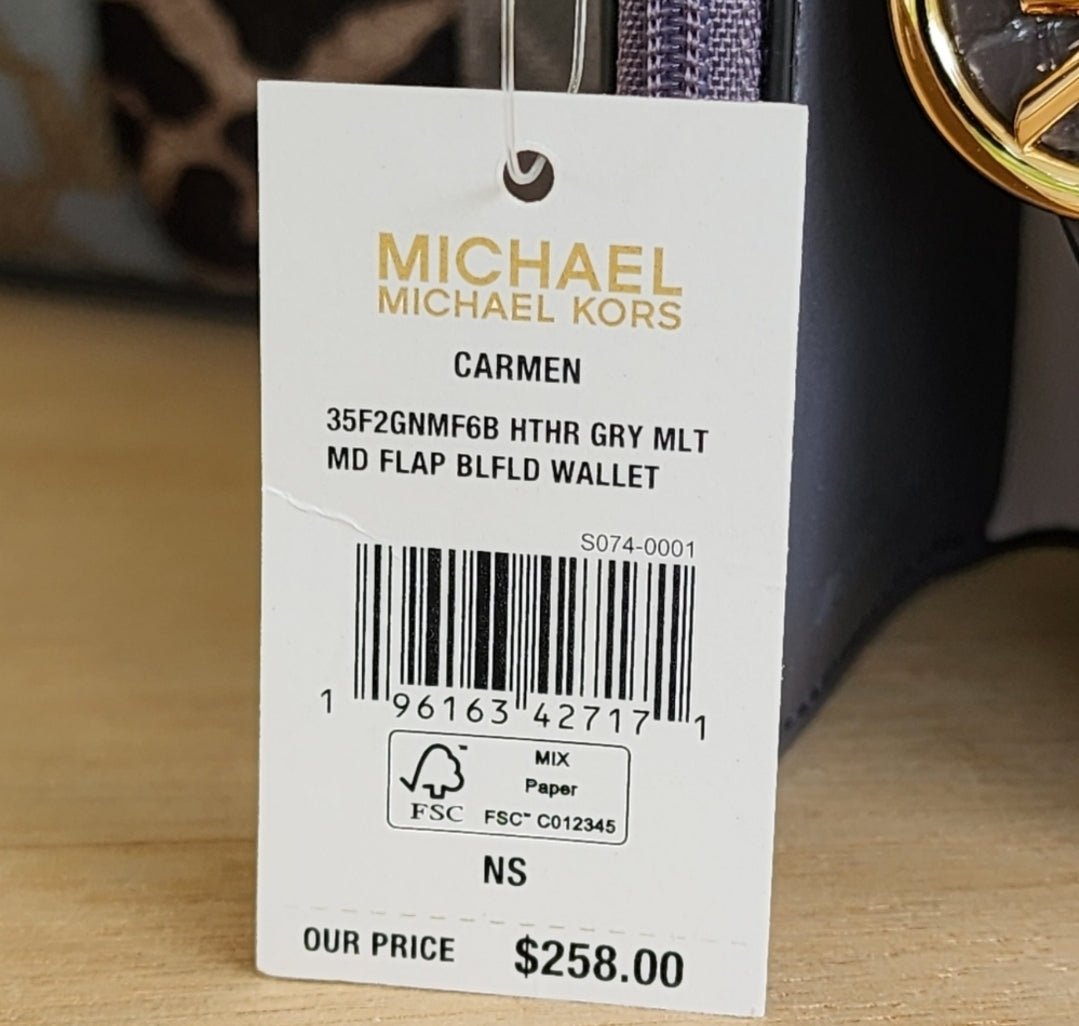 MICHAEL
MICHAEL KORS
CARMEN
35F2GNMF6B HTHR GRY MLT
MD FLAP BLFLD WALLET
S074-0001
1 96163 42717 1
MIX
Paper
FSC™ C012345
FSC
NS
OUR PRICE $258.00